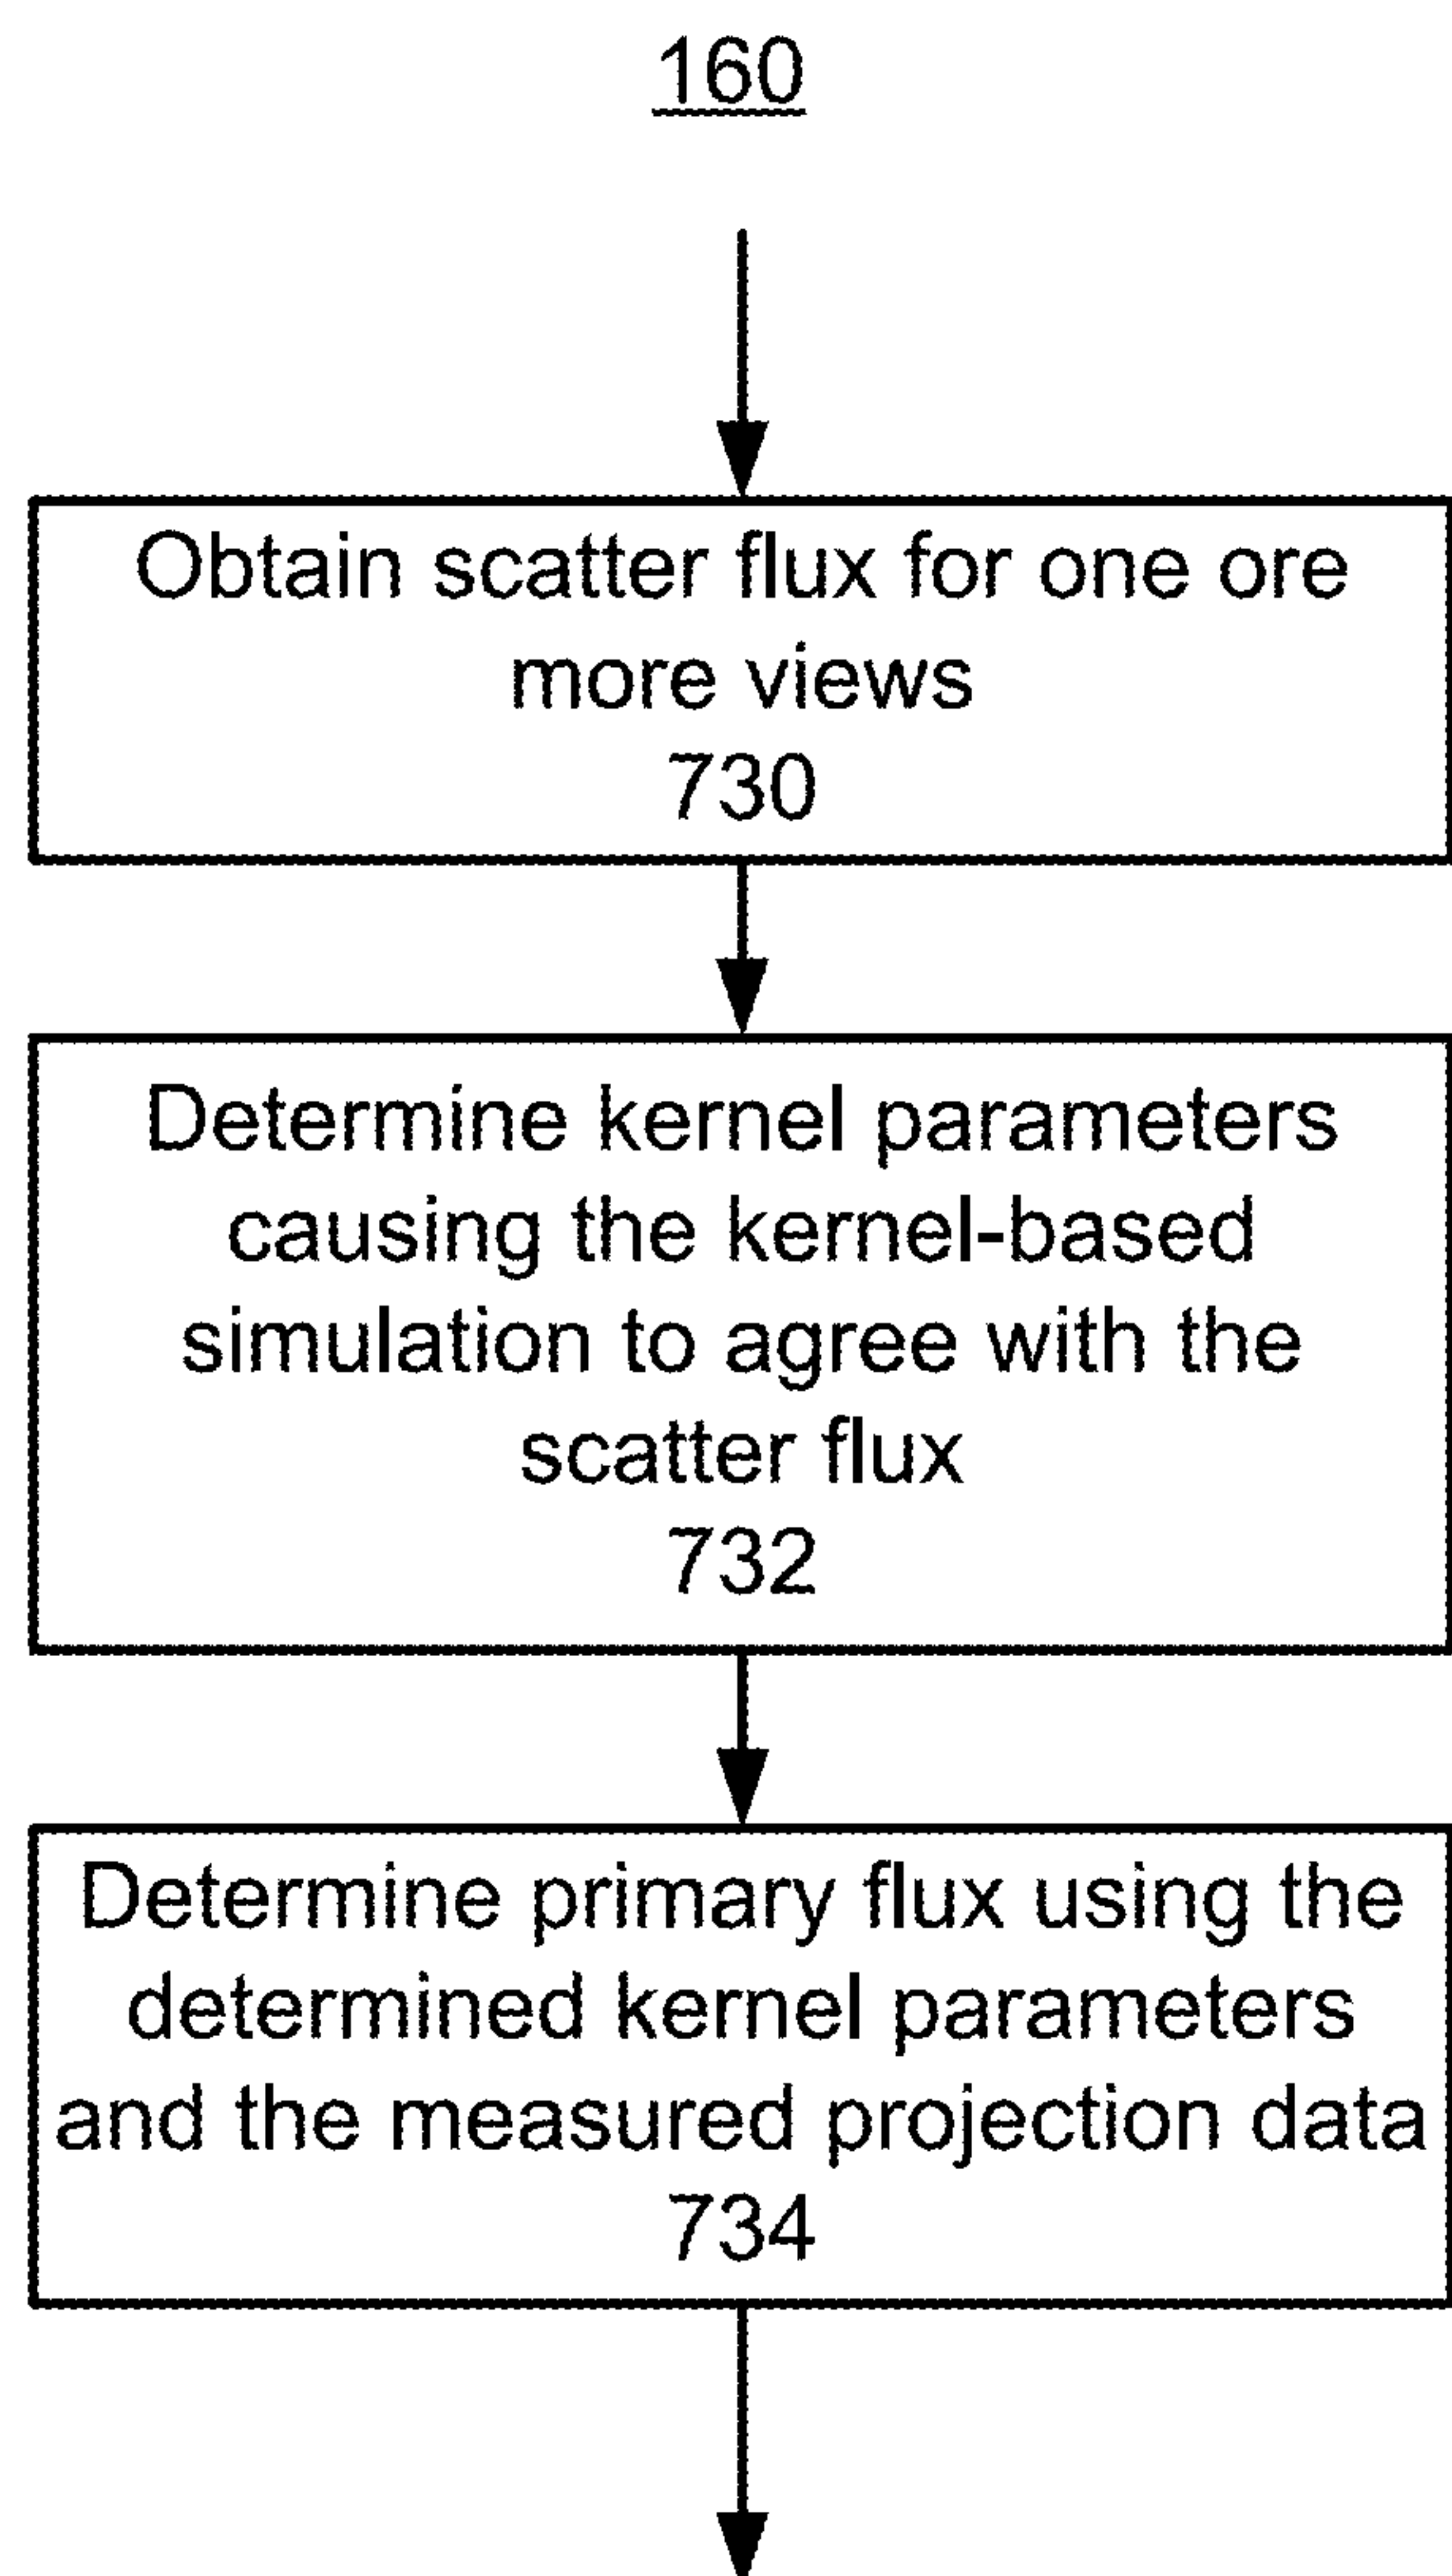 160
Obtain scatter flux for one ore
more views
730
Determine kernel parameters
causing the kernel-based
simulation to agree with the
scatter flux
732
Determine primary flux using the
determined kernel parameters
and the measured projection data
734